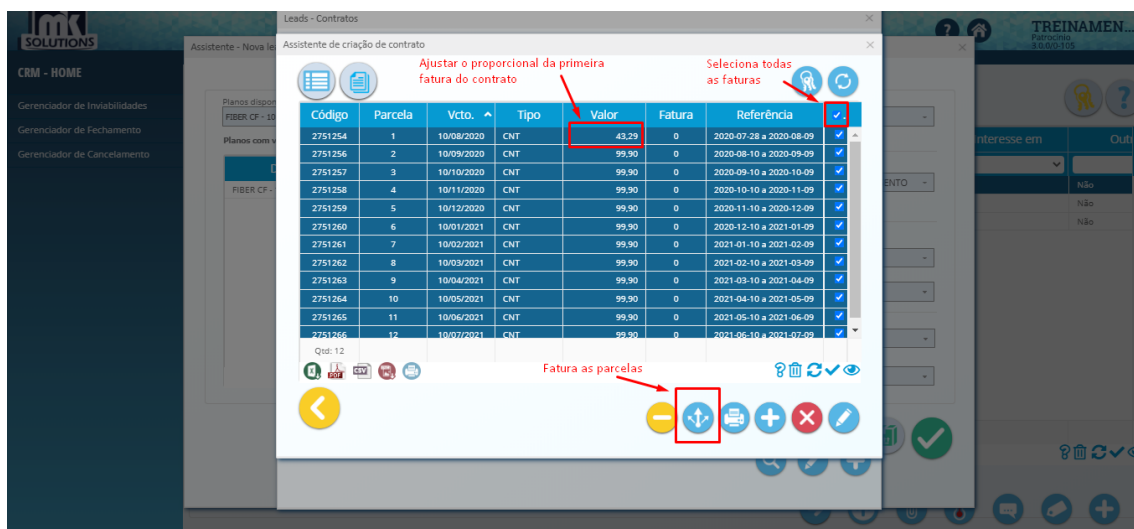 mk
SOLUTIONS
CRM - HOME
Gerenciador de Inviabilidades
Gerenciador de Fechamento
Gerenciador de Cancelamento
TREINAMEN...
Patrocinio
3.0.0/0-105
Assistente - Nova le
Leads - Contratos
Assistente de criação de contrato
Ajustar o proporcional da primeira
fatura do contrato
Seleciona todas
as faturas
Planos dispon
FIBER CF - 10
Planos com v
FIBER CF -
ENTO
nteresse em
Outr
Não
Não
Não
Código Parcela Vcto. Tipo Valor Fatura Referência
2751254 1 10/08/2020 CNT 43,29 0 2020-07-28 a 2020-08-09
2751256 2 10/09/2020 CNT 99,90 0 2020-08-10 a 2020-09-09
2751257 3 10/10/2020 CNT 99,90 0 2020-09-10 a 2020-10-09
2751258 4 10/11/2020 CNT 99,90 0 2020-10-10 a 2020-11-09
2751259 5 10/12/2020 CNT 99,90 0 2020-11-10 a 2020-12-09
2751260 6 10/01/2021 CNT 99,90 0 2020-12-10 a 2021-01-09
2751261 7 10/02/2021 CNT 99,90 0 2021-01-10 a 2021-02-09
2751262 8 10/03/2021 CNT 99,90 0 2021-02-10 a 2021-03-09
2751263 9 10/04/2021 CNT 99,90 0 2021-03-10 a 2021-04-09
2751264 10 10/05/2021 CNT 99,90 0 2021-04-10 a 2021-05-09
2751265 11 10/06/2021 CNT 99,90 0 2021-05-10 a 2021-06-09
2751266 12 10/07/2021 CNT 99,90 0 2021-06-10 a 2021-07-09
Qtd: 12
PDF
CSV
Fatura as parcelas